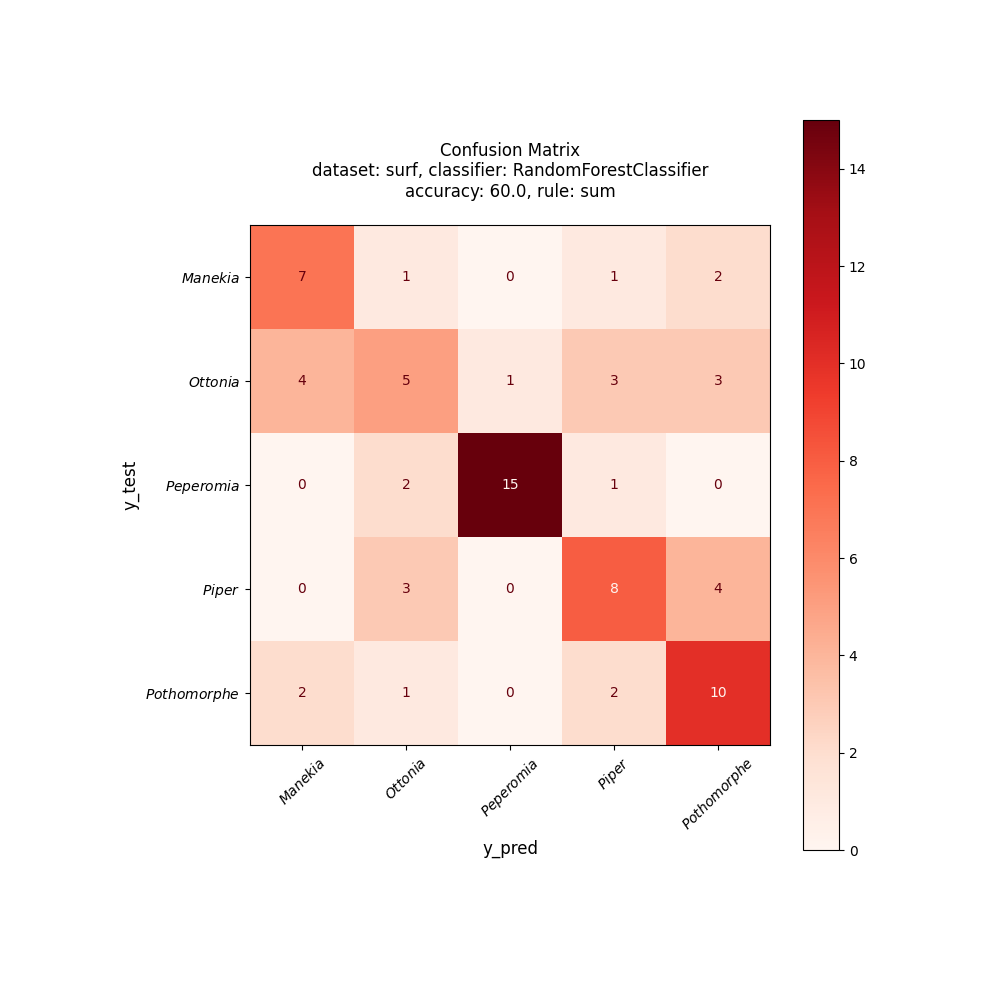 Confusion Matrix
dataset: surf, classifier: RandomForestClassifier
accuracy: 60.0, rule: sum
Manekia 7 1 0 1 2
Ottonia 4 5 1 3 3
Peperomia 0 2 15 1 0
Piper 0 3 0 8 4
Pothomorphe 2 1 0 2 10
Manekia Ottonia Peperomia Piper Pothomorphe
y_test
y_pred
14
12
10
8
6
4
2
0